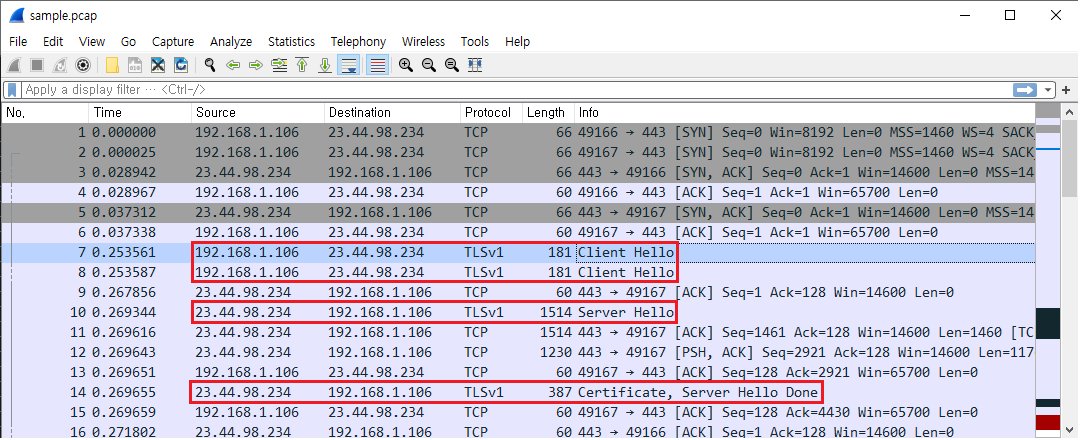 sample.pcap
File Edit View Go Capture Analyze Statistics Telephony Wireless Tools Help
Apply a display filter ··· <Ctrl-/>
No. Time Source Destination Protocol Length Info
1 0.000000 192.168.1.106 23.44.98.234 TCP 66 49166 → 443 [SYN] Seq=0 Win=8192 Len=0 MSS=1460 WS=4 SACK_
2 0.000025 192.168.1.106 23.44.98.234 TCP 66 49167 → 443 [SYN] Seq=0 Win=8192 Len=0 MSS=1460 WS=4 SACK_
3 0.028942 23.44.98.234 192.168.1.106 TCP 66 443 → 49166 [SYN, ACK] Seq=0 Ack=1 Win=14600 Len=0 MSS=14
4 0.028967 192.168.1.106 23.44.98.234 TCP 60 49166 → 443 [ACK] Seq=1 Ack=1 Win=65700 Len=0
5 0.037312 23.44.98.234 192.168.1.106 TCP 66 443 → 49167 [SYN, ACK] Seq=0 Ack=1 Win=14600 Len=0 MSS=14
6 0.037338 192.168.1.106 23.44.98.234 TCP 60 49167 → 443 [ACK] Seq=1 Ack=1 Win=65700 Len=0
7 0.253561 192.168.1.106 23.44.98.234 TLSv1 181 Client Hello
8 0.253587 192.168.1.106 23.44.98.234 TLSv1 181 Client Hello
9 0.267856 23.44.98.234 192.168.1.106 TCP 60 443 → 49167 [ACK] Seq=1 Ack=128 Win=14600 Len=0
10 0.269344 23.44.98.234 192.168.1.106 TLSv1 1514 Server Hello
11 0.269616 23.44.98.234 192.168.1.106 TCP 1514 443 → 49167 [ACK] Seq=1461 Ack=128 Win=14600 Len=1460 [TC
12 0.269643 23.44.98.234 192.168.1.106 TCP 1230 443 → 49167 [PSH, ACK] Seq=2921 Ack=128 Win=14600 Len=117
13 0.269651 192.168.1.106 23.44.98.234 TCP 60 49167 → 443 [ACK] Seq=128 Ack=2921 Win=65700 Len=0
14 0.269655 23.44.98.234 192.168.1.106 TLSv1 387 Certificate, Server Hello Done
15 0.269659 192.168.1.106 23.44.98.234 TCP 60 49167 → 443 [ACK] Seq=128 Ack=4430 Win=65700 Len=0
16 0.271802 23.44.98.234 192.168.1.106 TCP 60 443 → 49166 [ACK] Seq=1 Ack=128 Win=14600 Len=0